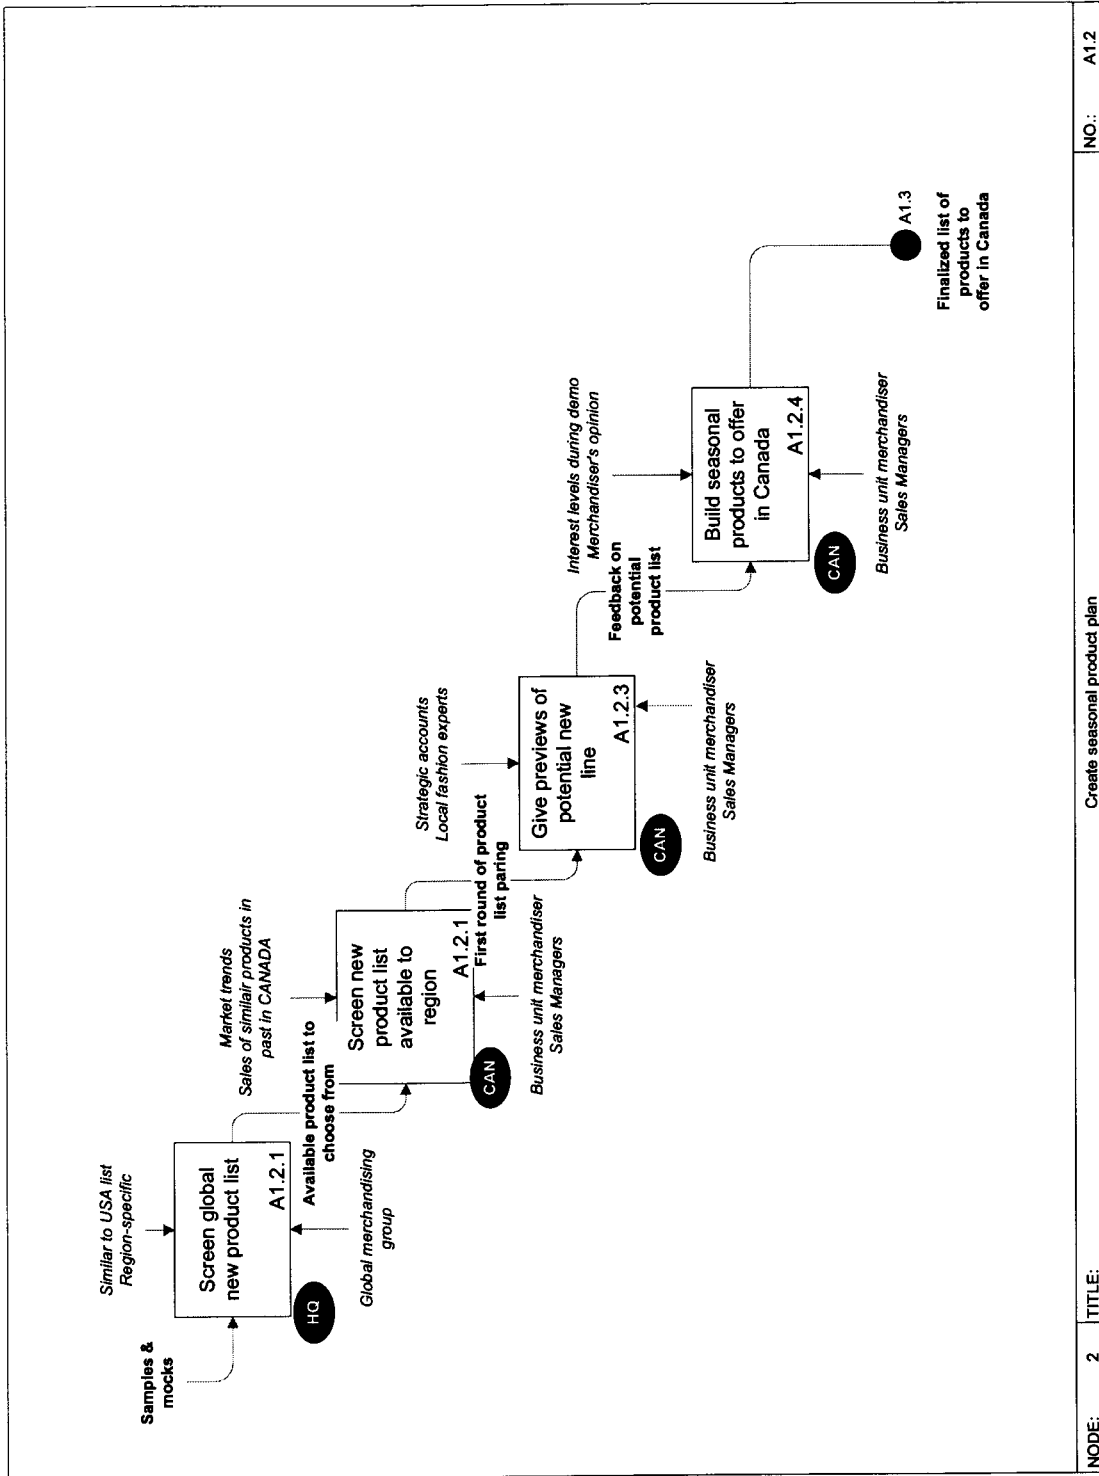 Samples &
mocks
Similar to USA list
Region-specific
Screen global
new product list
A1.2.1
HQ
Global merchandising
group
Available product list to
choose from
Market trends
Sales of similair products in
past in CANADA
Screen new
product list
available to
region
A1.2.1
CAN
Business unit merchandiser
Sales Managers
First round of product
list paring
Strategic accounts
Local fashion experts
Give previews of
potential new
line
A1.2.3
CAN
Business unit merchandiser
Sales Managers
Feedback on
potential
product list
Interest levels during demo
Merchandiser's opinion
Build seasonal
products to offer
in Canada
A1.2.4
CAN
Business unit merchandiser
Sales Managers
A1.3
Finalized list of
products to
offer in Canada
NODE: 2 TITLE: Create seasonal product plan NO.: A1.2